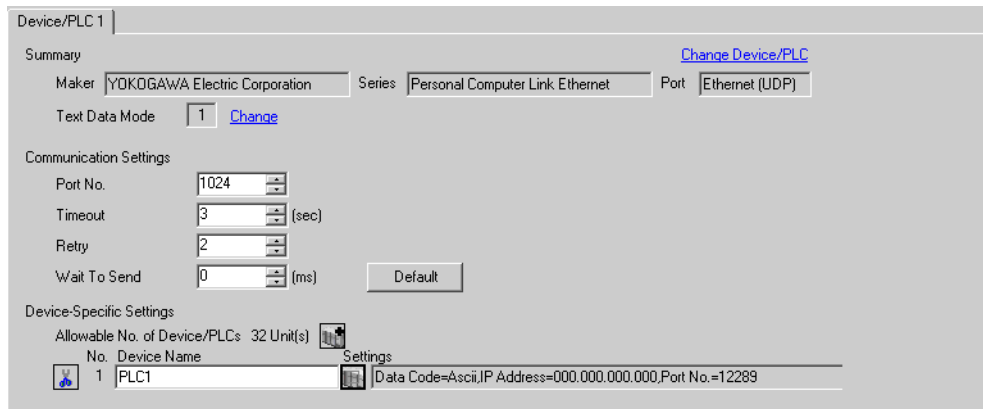 Device/PLC 1
Summary
Change Device/PLC
Maker YOKOGAWA Electric Corporation Series Personal Computer Link Ethernet Port Ethernet (UDP)
Text Data Mode 1 Change
Communication Settings
Port No. 1024
Timeout 3 (sec)
Retry 2
Wait To Send 0 (ms) Default
Device-Specific Settings
Allowable No. of Device/PLCs 32 Unit(s)
No. Device Name Settings
1 PLC1 Data Code=Ascii,IP Address=000.000.000.000,Port No.=12289